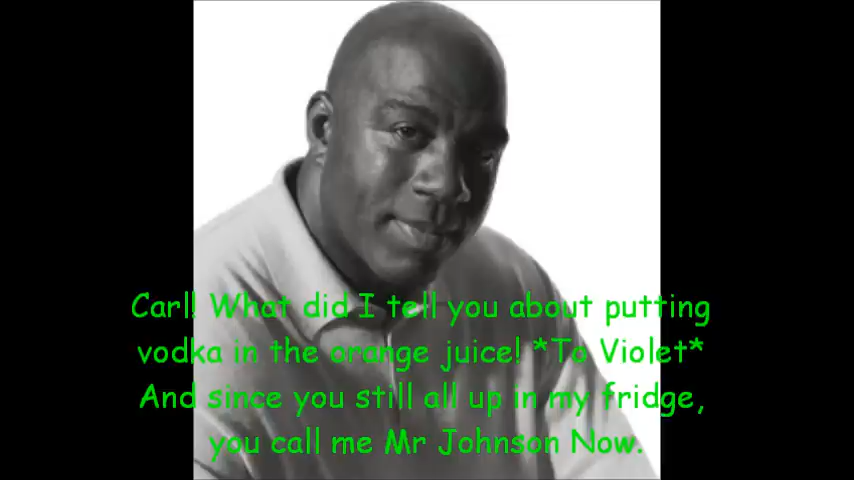 Carl! What did I tell you about putting
vodka in the orange juice! *To Violet*
And since you still all up in my fridge,
you call me Mr Johnson Now.